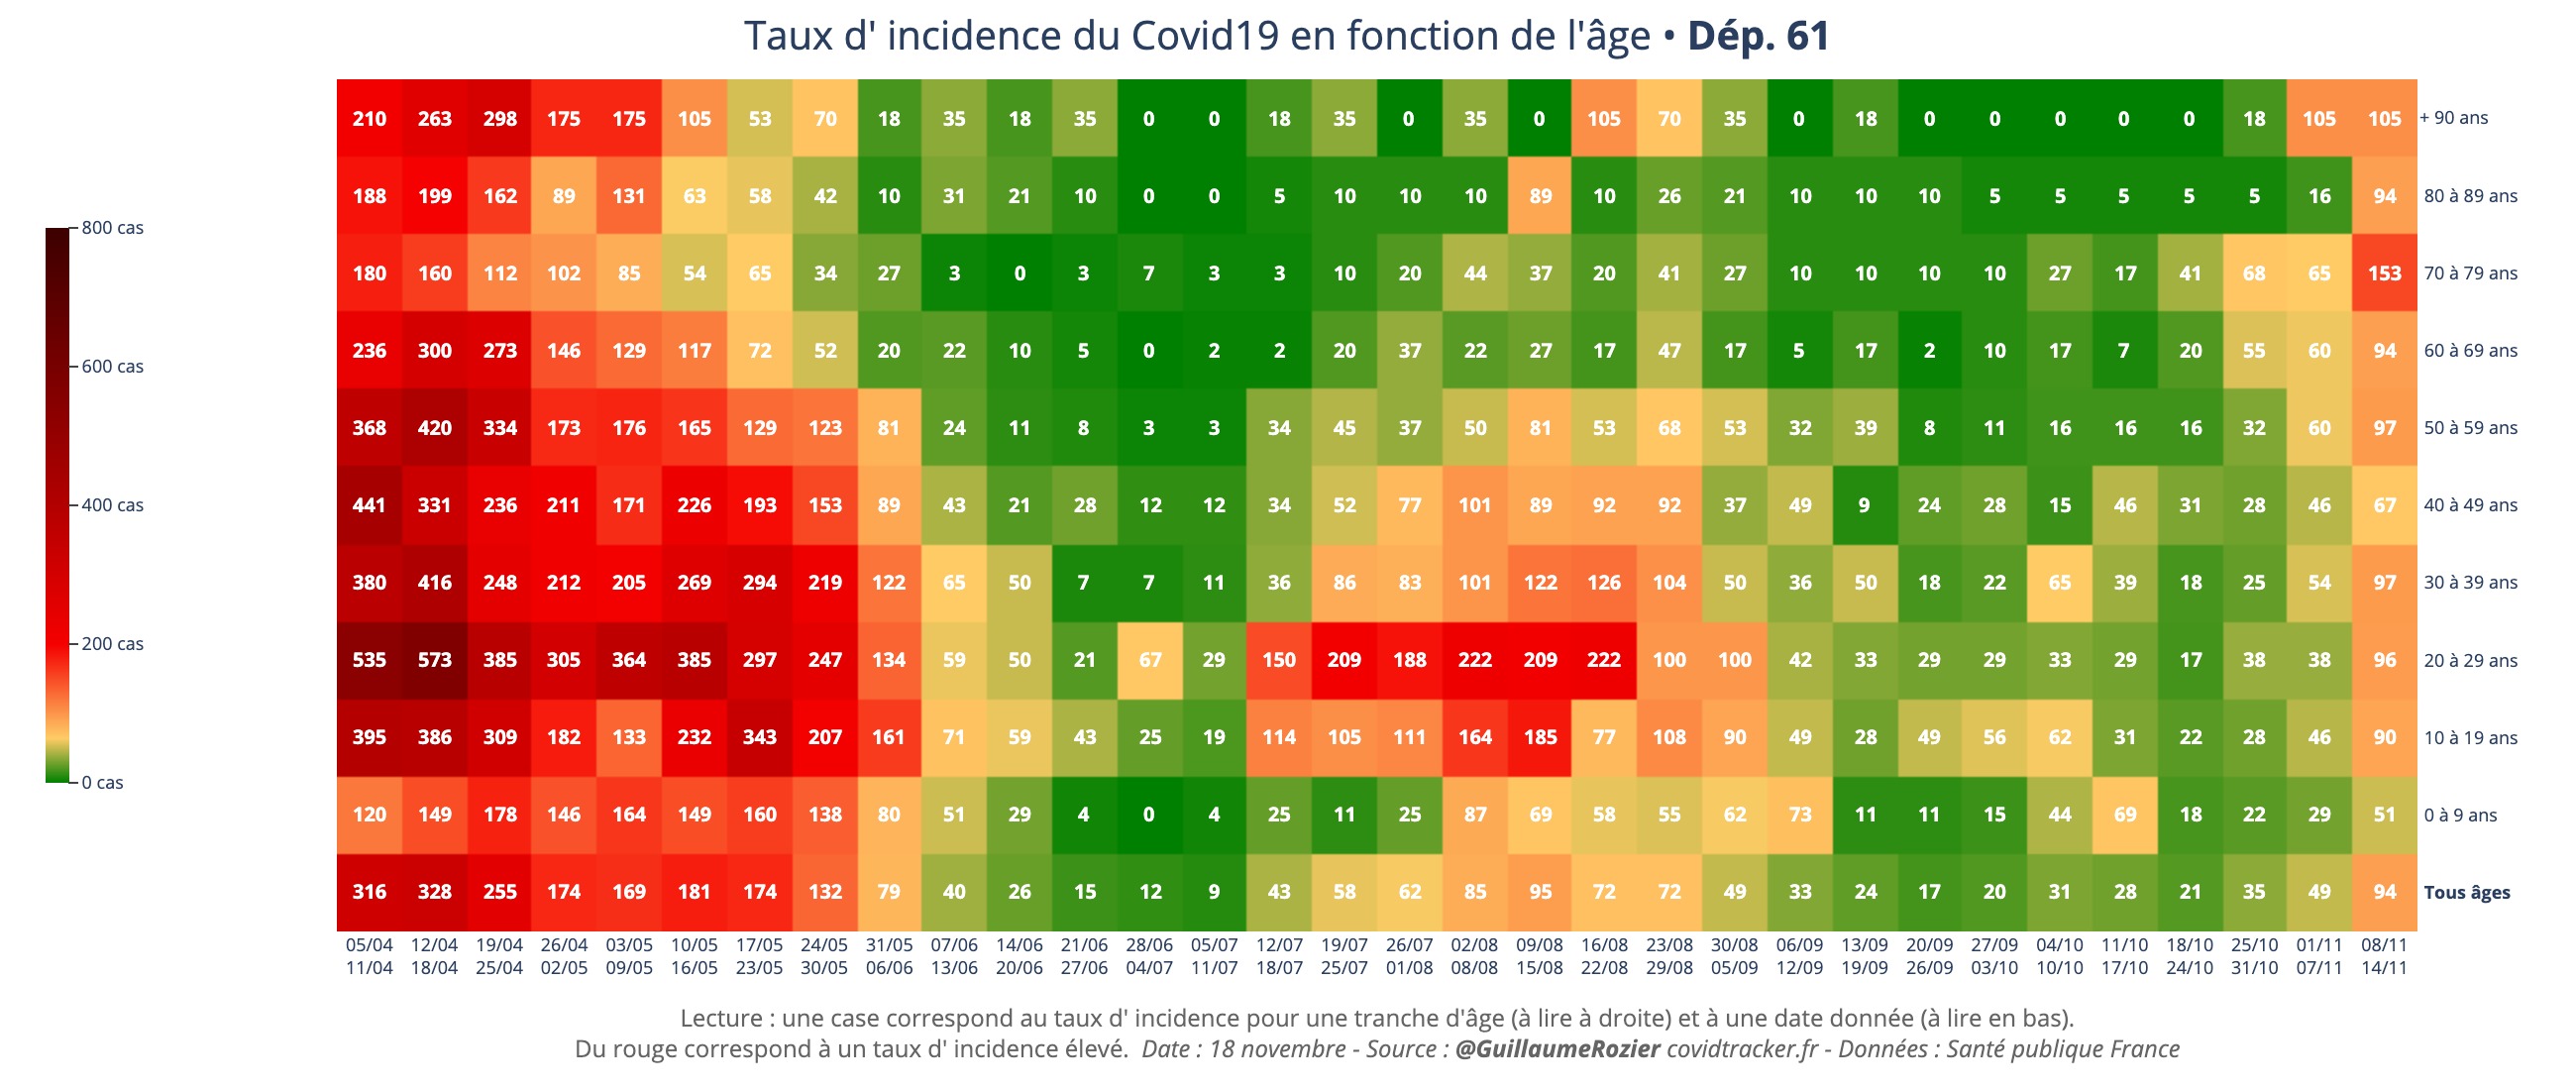 Taux d' incidence du Covid19 en fonction de l'âge • Dép. 61
800 cas
600 cas
400 cas
200 cas
0 cas
210 263 298 175 175 105 53 70 18 35 18 35 0 0 18 35 0 35 0 105 70 35 0 18 0 0 0 0 0 18 105 105 + 90 ans
188 199 162 89 131 63 58 42 10 31 21 10 0 0 5 10 10 10 89 10 26 21 10 10 10 5 5 5 5 5 16 94 80 à 89 ans
180 160 112 102 85 54 65 34 27 3 0 3 7 3 3 10 20 44 37 20 41 27 10 10 10 10 27 17 41 68 65 153 70 à 79 ans
236 300 273 146 129 117 72 52 20 22 10 5 0 2 2 20 37 22 27 17 47 17 5 17 2 10 17 7 20 55 60 94 60 à 69 ans
368 420 334 173 176 165 129 123 81 24 11 8 3 3 34 45 37 50 81 53 68 53 32 39 8 11 16 16 16 32 60 97 50 à 59 ans
441 331 236 211 171 226 193 153 89 43 21 28 12 12 34 52 77 101 89 92 92 37 49 9 24 28 15 46 31 28 46 67 40 à 49 ans
380 416 248 212 205 269 294 219 122 65 50 7 7 11 36 86 83 101 122 126 104 50 36 50 18 22 65 39 18 25 54 97 30 à 39 ans
535 573 385 305 364 385 297 247 134 59 50 21 67 29 150 209 188 222 209 222 100 100 42 33 29 29 33 29 17 38 38 96 20 à 29 ans
395 386 309 182 133 232 343 207 161 71 59 43 25 19 114 105 111 164 185 77 108 90 49 28 49 56 62 31 22 28 46 90 10 à 19 ans
120 149 178 146 164 149 160 138 80 51 29 4 0 4 25 11 25 87 69 58 55 62 73 11 11 15 44 69 18 22 29 51 0 à 9 ans
316 328 255 174 169 181 174 132 79 40 26 15 12 9 43 58 62 85 95 72 72 49 33 24 17 20 31 28 21 35 49 94 Tous âges
05/04 12/04 19/04 26/04 03/05 10/05 17/05 24/05 31/05 07/06 14/06 21/06 28/06 05/07 12/07 19/07 26/07 02/08 09/08 16/08 23/08 30/08 06/09 13/09 20/09 27/09 04/10 11/10 18/10 25/10 01/11 08/11
11/04 18/04 25/04 02/05 09/05 16/05 23/05 30/05 06/06 13/06 20/06 27/06 04/07 11/07 18/07 25/07 01/08 08/08 15/08 22/08 29/08 05/09 12/09 19/09 26/09 03/10 10/10 17/10 24/10 31/10 07/11 14/11
Lecture : une case correspond au taux d' incidence pour une tranche d'âge (à lire à droite) et à une date donnée (à lire en bas).
Du rouge correspond à un taux d' incidence élevé. Date : 18 novembre - Source : @GuillaumeRozier covidtracker.fr - Données : Santé publique France